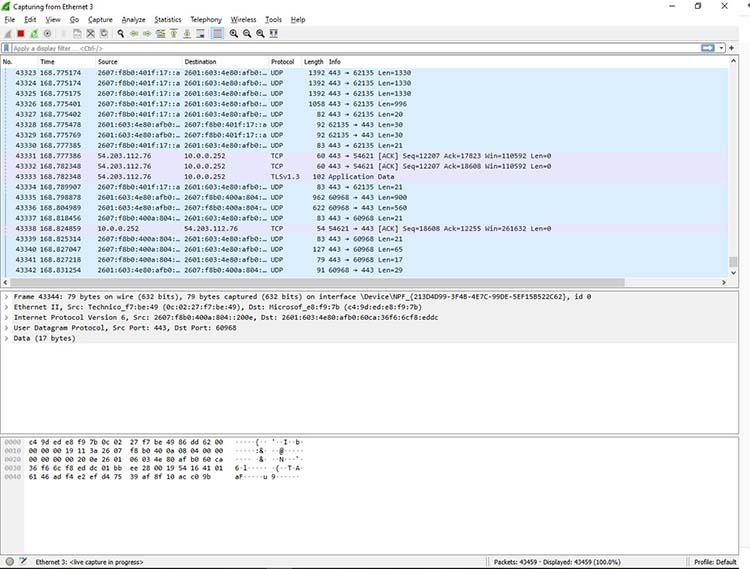 Capturing from Ethernet 3
File Edit View Go Capture Analyze Statistics Telephony Wireless Tools Help
Apply a display filter ... <Ctrl-/>
No. Time Source Destination Protocol Length Info
43323 168.775174 2607:f8b0:401f:17::a 2601:603:4e80:afb0:… UDP 1392 443 → 62135 Len=1330
43324 168.775174 2607:f8b0:401f:17::a 2601:603:4e80:afb0:… UDP 1392 443 → 62135 Len=1330
43325 168.775175 2607:f8b0:401f:17::a 2601:603:4e80:afb0:… UDP 1392 443 → 62135 Len=1330
43326 168.775401 2607:f8b0:401f:17::a 2601:603:4e80:afb0:… UDP 1058 443 → 62135 Len=996
43327 168.775402 2607:f8b0:401f:17::a 2601:603:4e80:afb0:… UDP 82 443 → 62135 Len=20
43328 168.775478 2601:603:4e80:afb0:… 2607:f8b0:401f:17::a UDP 92 62135 → 443 Len=30
43329 168.775769 2601:603:4e80:afb0:… 2607:f8b0:401f:17::a UDP 92 62135 → 443 Len=30
43330 168.777385 2607:f8b0:401f:17::a 2601:603:4e80:afb0:… UDP 83 443 → 62135 Len=21
43331 168.777386 54.203.112.76 10.0.0.252 TCP 60 443 → 54621 [ACK] Seq=12207 Ack=17823 Win=110592 Len=0
43332 168.782348 54.203.112.76 10.0.0.252 TCP 60 443 → 54621 [ACK] Seq=12207 Ack=18608 Win=110592 Len=0
43333 168.782348 54.203.112.76 10.0.0.252 TLSv1.3 102 Application Data
43334 168.789907 2607:f8b0:401f:17::a 2601:603:4e80:afb0:… UDP 83 443 → 62135 Len=21
43335 168.798878 2607:f8b0:400a:804:… 2601:603:4e80:afb0:… UDP 962 443 → 60968 Len=900
43336 168.804989 2607:f8b0:400a:804:… 2601:603:4e80:afb0:… UDP 622 443 → 60968 Len=560
43337 168.818456 2607:f8b0:400a:804:… 2601:603:4e80:afb0:… UDP 83 443 → 60968 Len=21
43338 168.824859 10.0.0.252 54.203.112.76 TCP 54 54621 → 443 [ACK] Seq=18608 Ack=12255 Win=261632 Len=0
43339 168.825314 2607:f8b0:400a:804:… 2601:603:4e80:afb0:… UDP 83 443 → 60968 Len=21
43340 168.827047 2607:f8b0:400a:804:… 2601:603:4e80:afb0:… UDP 127 443 → 60968 Len=65
43341 168.827218 2607:f8b0:400a:804:… 2601:603:4e80:afb0:… UDP 79 443 → 60968 Len=17
43342 168.831254 2601:603:4e80:afb0:… 2607:f8b0:400a:804:… UDP 91 60968 → 443 Len=29
Frame 43344: 79 bytes on wire (632 bits), 79 bytes captured (632 bits) on interface \Device\NPF_{213D4D99-3F4B-4E7C-99DE-5EF15B522C62}, id 0
Ethernet II, Src: Technico_f7:be:49 (0c:02:27:f7:be:49), Dst: Microsof_e8:f9:7b (c4:9d:ed:e8:f9:7b)
Internet Protocol Version 6, Src: 2607:f8b0:400a:804::200e, Dst: 2601:603:4e80:afb0:60ca:36f6:6cf8:eddc
User Datagram Protocol, Src Port: 443, Dst Port: 60968
Data (17 bytes)
0000 c4 9d ed e8 f9 7b 0c 02 27 f7 be 49 86 dd 62 00 ·····{·· '··I··b·
0010 00 00 00 19 11 3a 26 07 f8 b0 40 0a 08 04 00 00 ·····:&· ··@·····
0020 00 00 00 00 20 0e 26 01 06 03 4e 80 af b0 60 ca ···· ·&· ··N···`·
0030 36 f6 6c f8 ed dc 01 bb ee 28 00 19 54 16 41 01 6·l····· ·(··T·A·
0040 61 46 ad f4 e2 ef d4 75 39 af 8f 10 ac c0 9b aF·····u 9······
Ethernet 3: <live capture in progress>
Packets: 43459 · Displayed: 43459 (100.0%)
Profile: Default